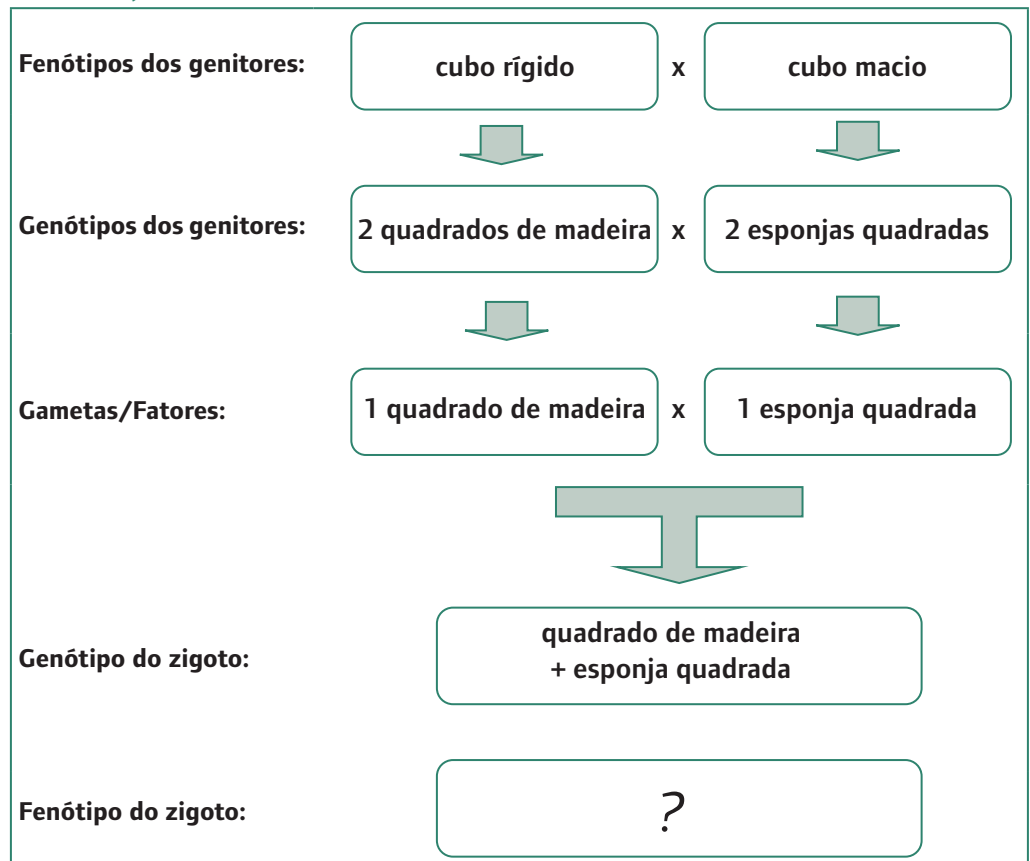 Fenótipos dos genitores: cubo rígido x cubo macio
Genótipos dos genitores: 2 quadrados de madeira x 2 esponjas quadradas
Gametas/Fatores: 1 quadrado de madeira x 1 esponja quadrada
Genótipo do zigoto: quadrado de madeira
+ esponja quadrada
Fenótipo do zigoto: ?